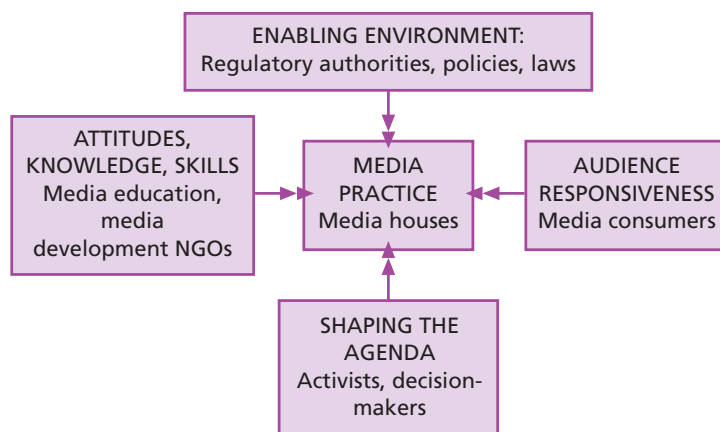 ENABLING ENVIRONMENT:
Regulatory authorities, policies, laws
ATTITUDES,
KNOWLEDGE, SKILLS
Media education,
media
development NGOs
MEDIA
PRACTICE
Media houses
AUDIENCE
RESPONSIVENESS
Media consumers
SHAPING THE
AGENDA
Activists, decision-
makers